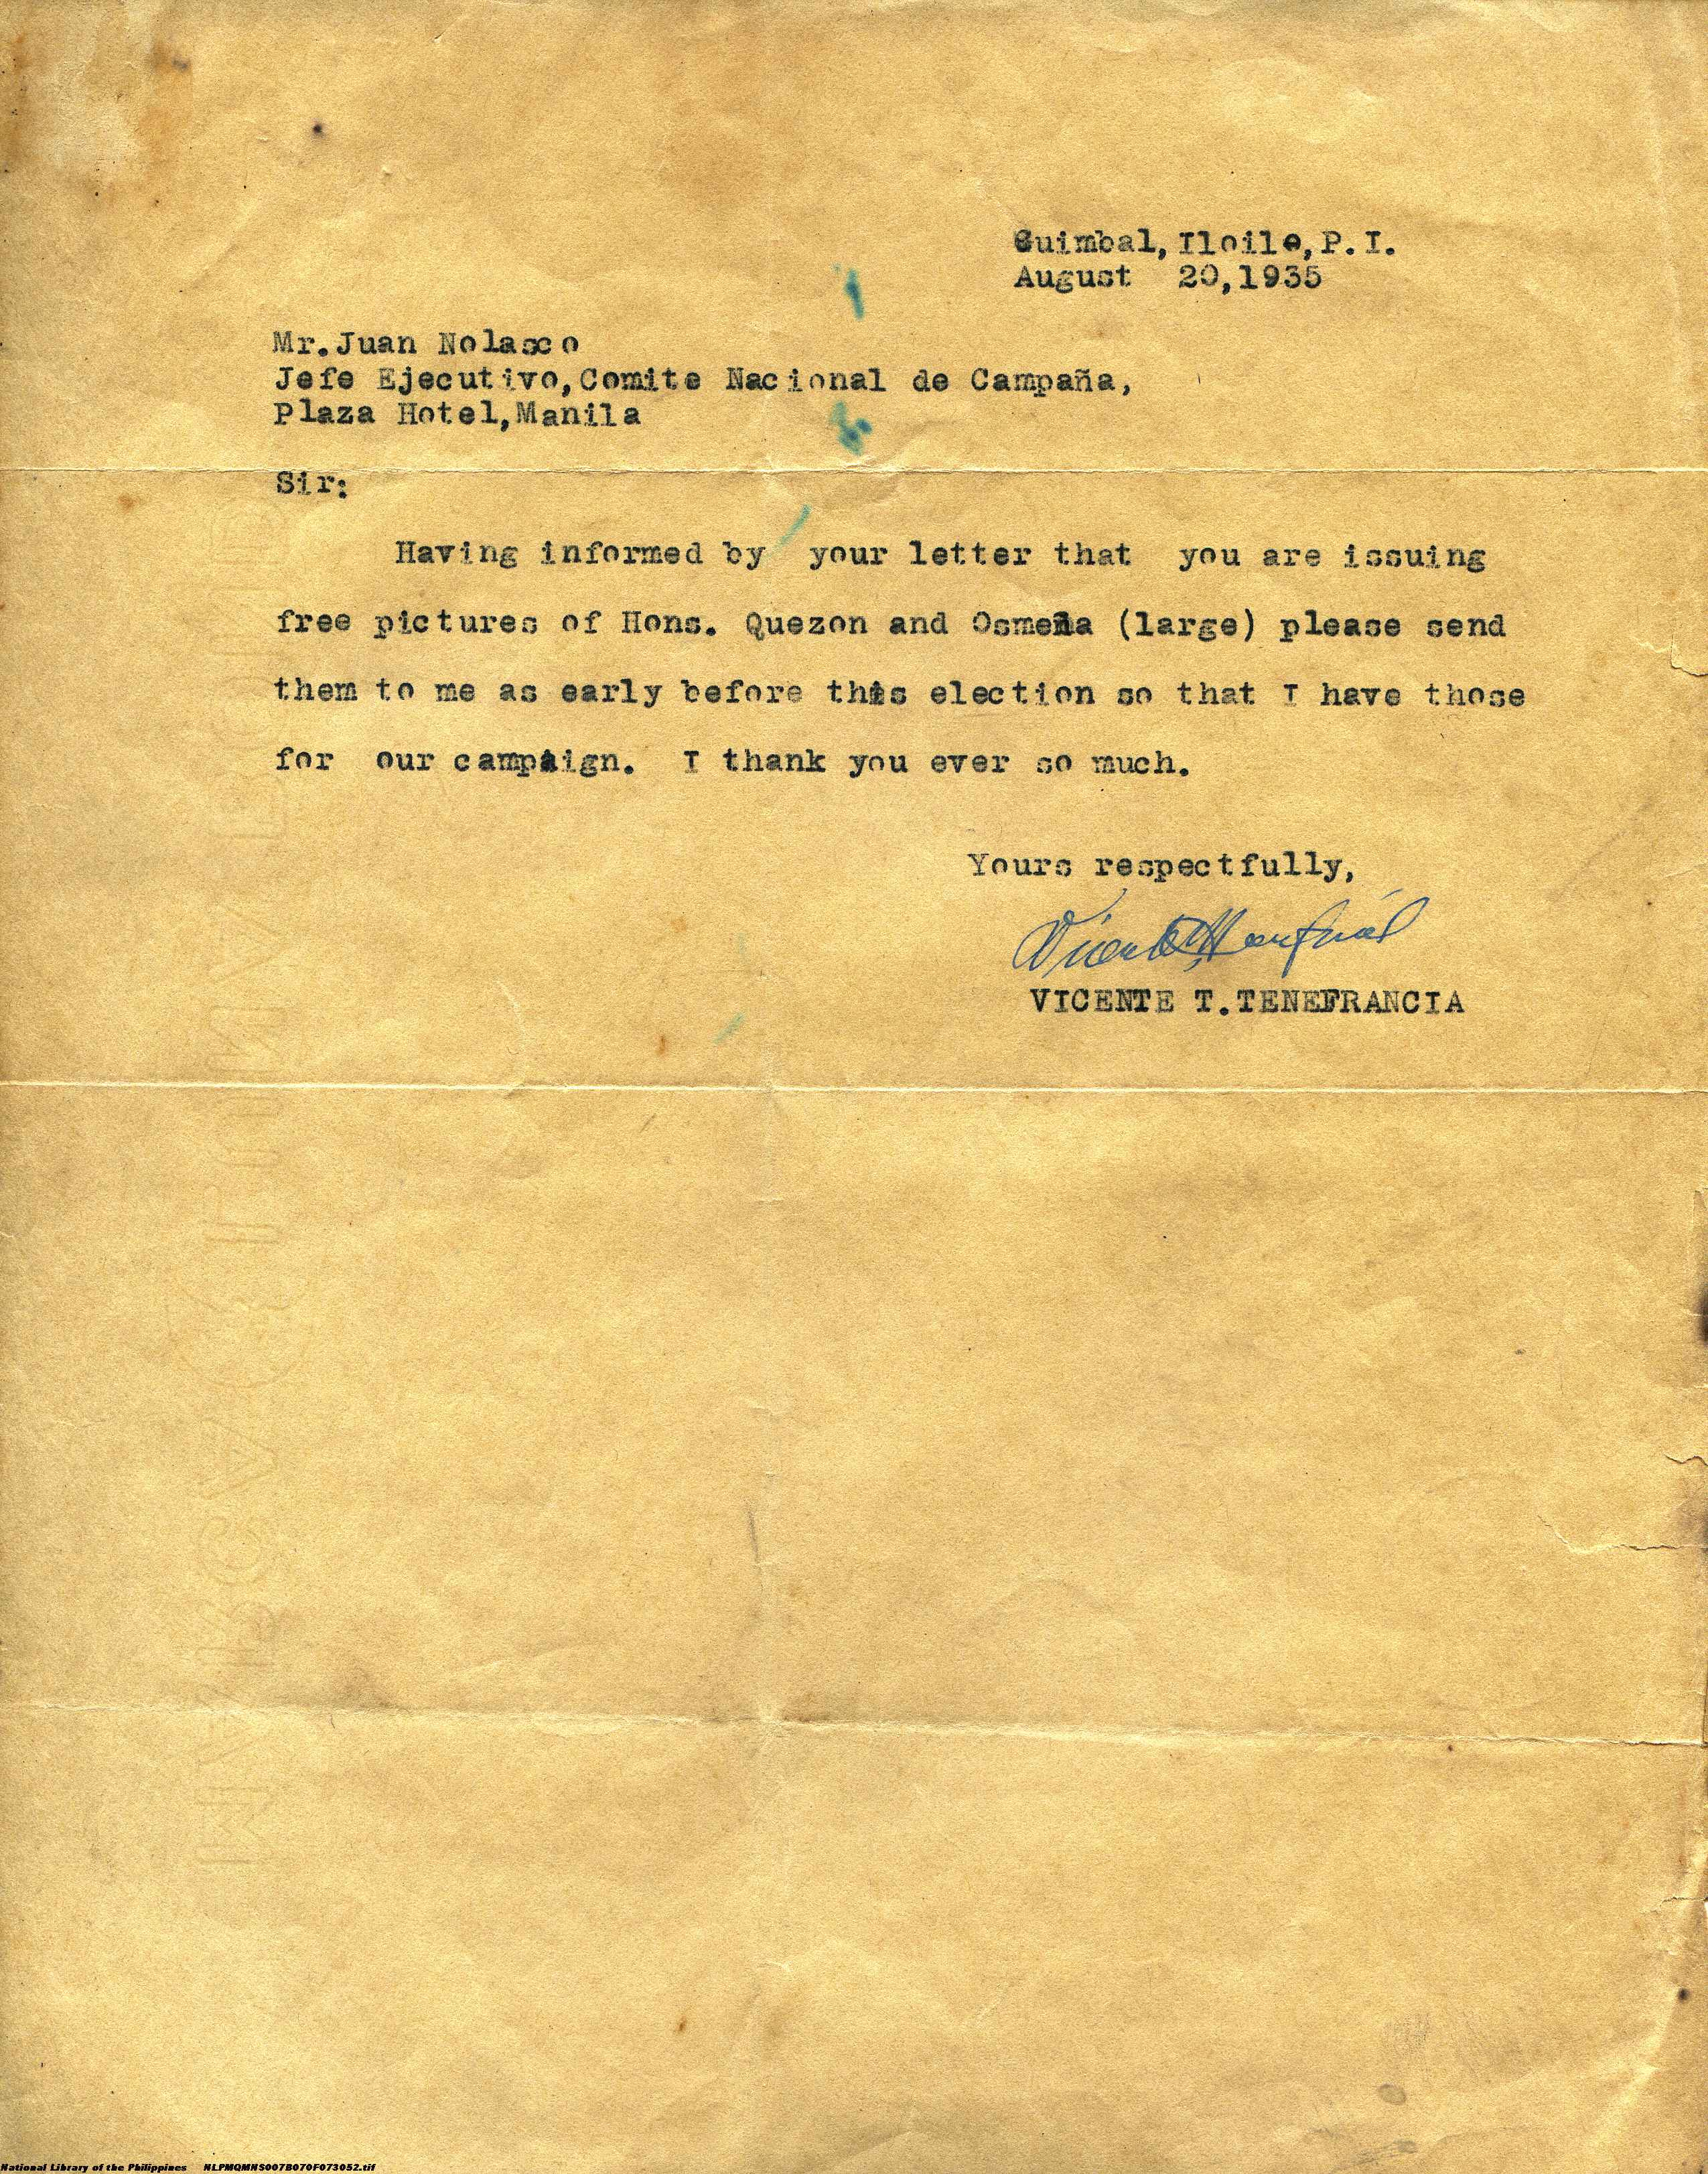 Guimbal, Iloilo, P. I.
August 20, 1935
Mr. Juan Nolasco
Jefe Ejecutivo, Comite Nacional de Campaña,
Plaza Hotel, Manila
Sir:
Having informed by your letter that you are issuing
free pictures of Hons. Quezon and Osmeña (large) please send
them to me as early before this election so that I have those
for our campaign. I thank you ever so much.
Yours respectfully,
VICENTE T. TENEFRANCIA
National Library of the Philippines NLPMQMNS007B070F073052.tif